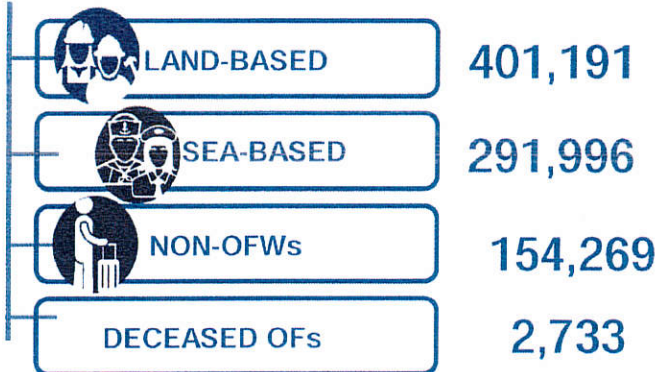 LAND-BASED 401,191
SEA-BASED 291,996
NON-OFWs 154,269
DECEASED OFs 2,733